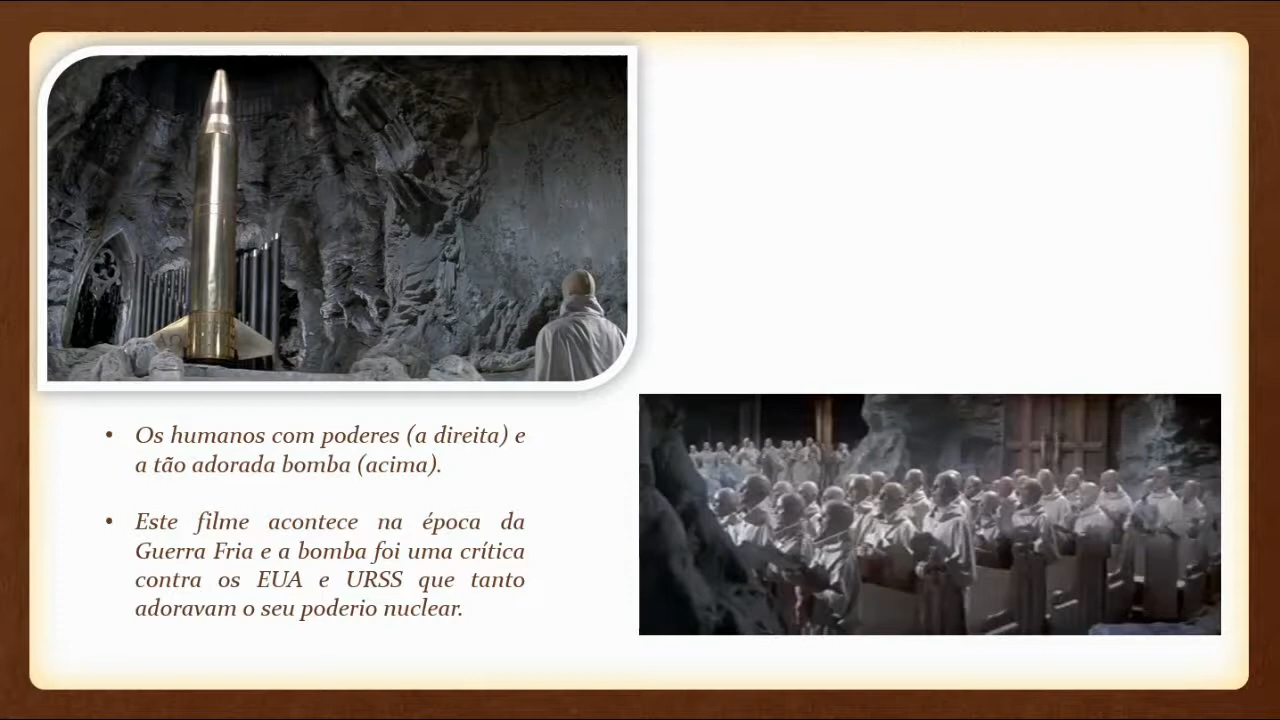 • Os humanos com poderes (a direita) e
a tão adorada bomba (acima).
• Este filme acontece na época da
Guerra Fria e a bomba foi uma crítica
contra os EUA e URSS que tanto
adoravam o seu poderio nuclear.